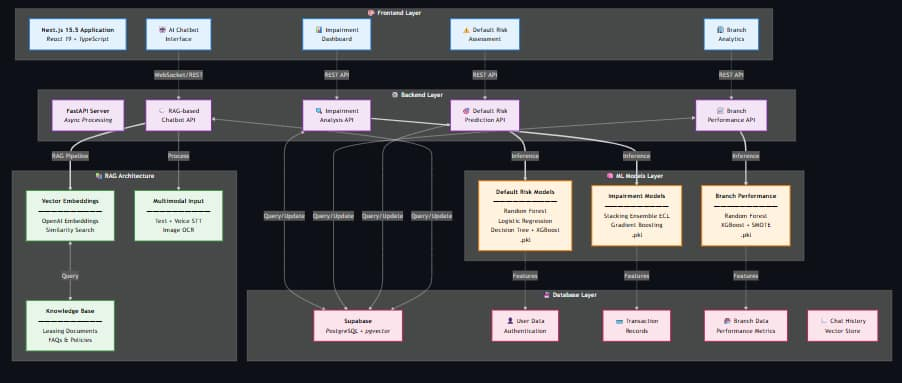 Frontend Layer
Next.js 15.5 Application
React 19 + TypeScript
AI Chatbot
Interface
Impairment
Dashboard
Default Risk
Assessment
Branch
Analytics
WebSocket/REST
REST API
REST API
REST API
Backend Layer
FastAPI Server
Async Processing
RAG-based
Chatbot API
Impairment
Analysis API
Default Risk
Prediction API
Branch
Performance API
RAG Pipeline
Process
Inference
Inference
Inference
RAG Architecture
Vector Embeddings
OpenAI Embeddings
Similarity Search
Multimodal Input
Text + Voice STT
Image OCR
Query
Knowledge Base
Leasing Documents
FAQs & Policies
Query/Update
Query/Update
Query/Update
Query/Update
ML Models Layer
Default Risk Models
Random Forest
Logistic Regression
Decision Tree + XGBoost
.pkl
Impairment Models
Stacking Ensemble ECL
Gradient Boosting
.pkl
Branch Performance
Random Forest
XGBoost + SMOTE
.pkl
Features
Features
Features
Database Layer
Supabase
PostgreSQL + pgvector
User Data
Authentication
Transaction
Records
Branch Data
Performance Metrics
Chat History
Vector Store